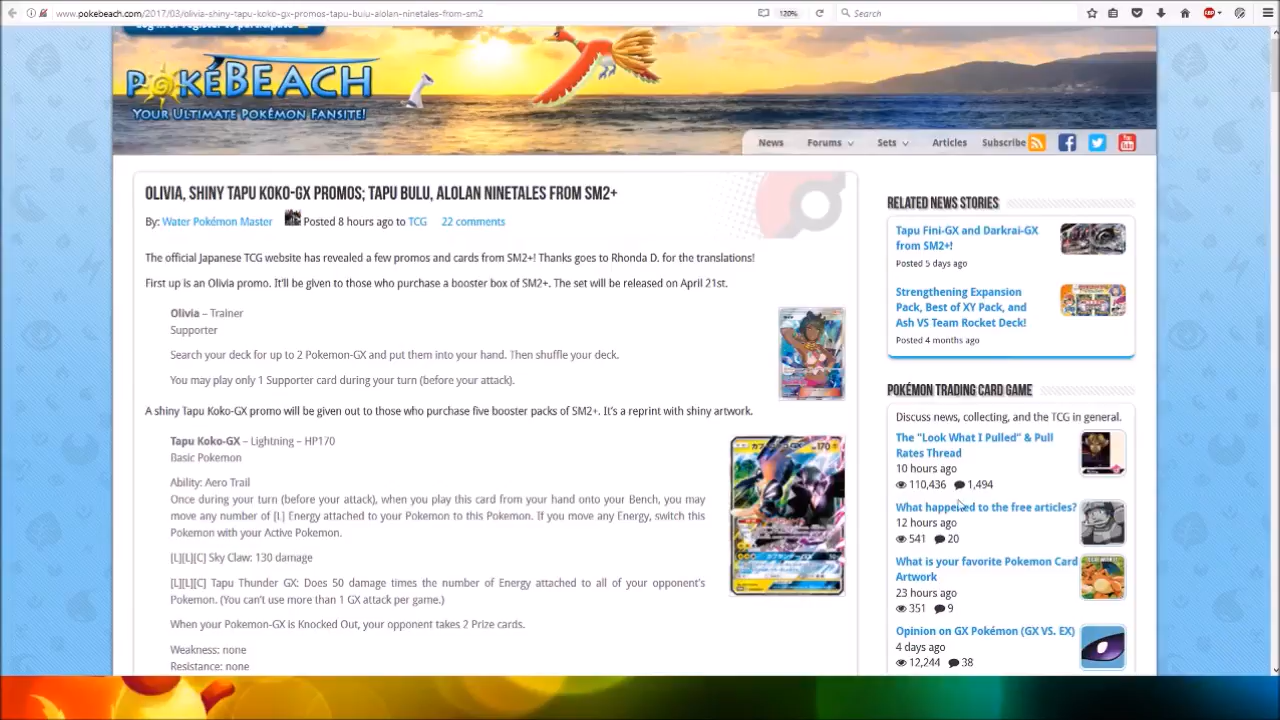 www.pokebeach.com/2017/03/olivia-shiny-tapu-koko-gx-promos-tapu-bulu-alolan-ninetales-from-sm2
120%
Search
POKÉBEACH
YOUR ULTIMATE POKÉMON FANSITE!
News Forums Sets Articles Subscribe
OLIVIA, SHINY TAPU KOKO-GX PROMOS; TAPU BULU, ALOLAN NINETALES FROM SM2+
By: Water Pokémon Master Posted 8 hours ago to TCG 22 comments
The official Japanese TCG website has revealed a few promos and cards from SM2+! Thanks goes to Rhonda D. for the translations!
First up is an Olivia promo. It'll be given to those who purchase a booster box of SM2+. The set will be released on April 21st.
Olivia – Trainer
Supporter
Search your deck for up to 2 Pokemon-GX and put them into your hand. Then shuffle your deck.
You may play only 1 Supporter card during your turn (before your attack).
A shiny Tapu Koko-GX promo will be given out to those who purchase five booster packs of SM2+. It's a reprint with shiny artwork.
Tapu Koko-GX – Lightning – HP170
Basic Pokemon
Ability: Aero Trail
Once during your turn (before your attack), when you play this card from your hand onto your Bench, you may
move any number of [L] Energy attached to your Pokemon to this Pokemon. If you move any Energy, switch this
Pokemon with your Active Pokemon.
[L][L][C] Sky Claw: 130 damage
[L][L][C] Tapu Thunder GX: Does 50 damage times the number of Energy attached to all of your opponent's
Pokemon. (You can't use more than 1 GX attack per game.)
When your Pokemon-GX is Knocked Out, your opponent takes 2 Prize cards.
Weakness: none
Resistance: none
RELATED NEWS STORIES
Tapu Fini-GX and Darkrai-GX
from SM2+!
Posted 5 days ago
Strengthening Expansion
Pack, Best of XY Pack, and
Ash VS Team Rocket Deck!
Posted 4 months ago
POKÉMON TRADING CARD GAME
Discuss news, collecting, and the TCG in general.
The "Look What I Pulled" & Pull
Rates Thread
10 hours ago
110,436 1,494
What happened to the free articles?
12 hours ago
541 20
What is your favorite Pokemon Card
Artwork
23 hours ago
351 9
Opinion on GX Pokémon (GX VS. EX)
4 days ago
12,244 38